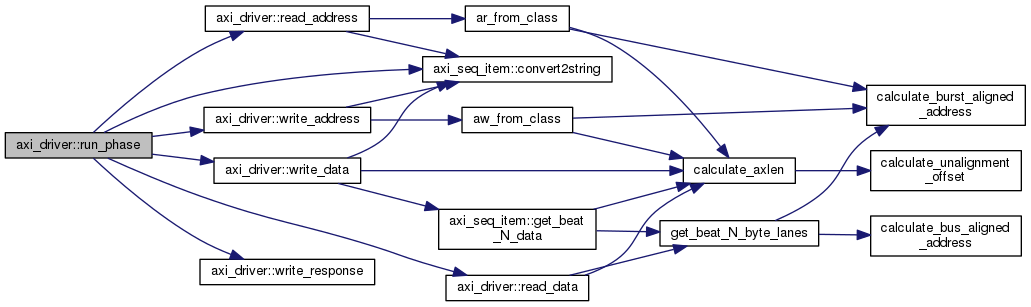 axi_driver::run_phase
axi_driver::read_address
axi_driver::write_address
axi_driver::write_data
axi_driver::write_response
ar_from_class
axi_seq_item::convert2string
aw_from_class
axi_seq_item::get_beat
_N_data
axi_driver::read_data
calculate_axlen
get_beat_N_byte_lanes
calculate_burst_aligned
_address
calculate_unalignment
_offset
calculate_bus_aligned
_address